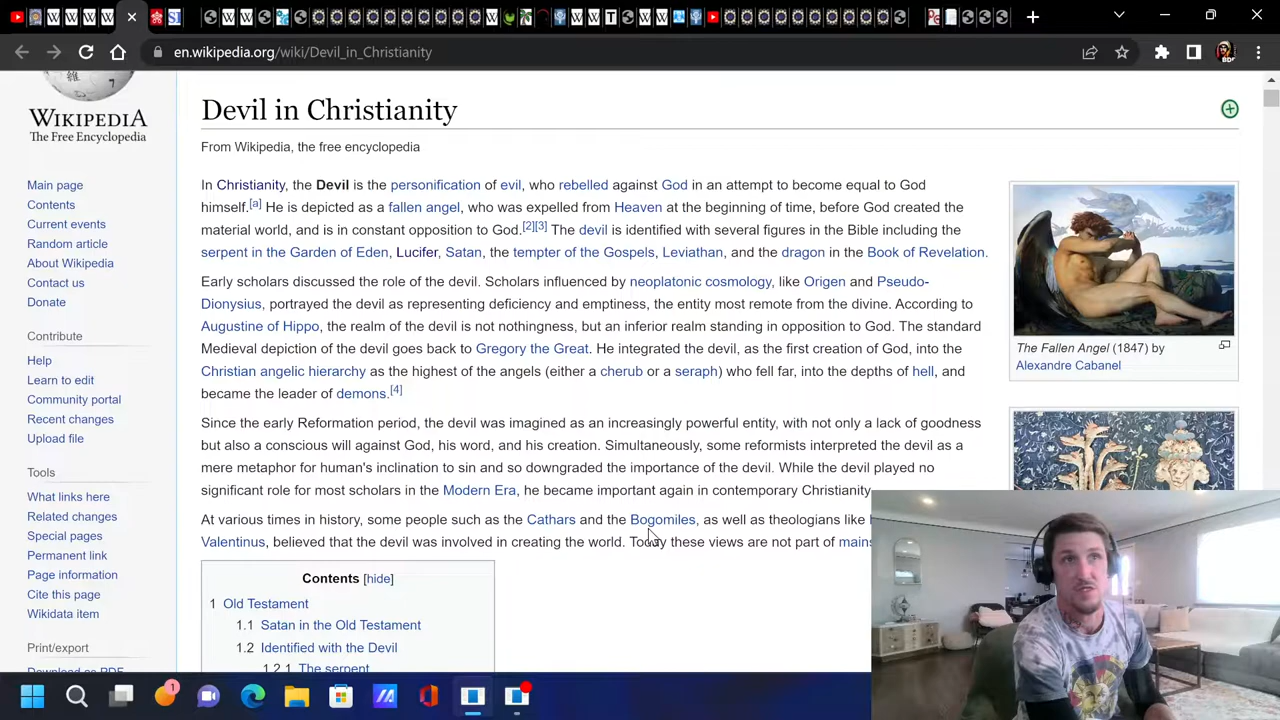 en.wikipedia.org/wiki/Devil_in_Christianity
WIKIPEDIA
The Free Encyclopedia
Main page
Contents
Current events
Random article
About Wikipedia
Contact us
Donate
Contribute
Help
Learn to edit
Community portal
Recent changes
Upload file
Tools
What links here
Related changes
Special pages
Permanent link
Page information
Cite this page
Wikidata item
Print/export
Devil in Christianity
From Wikipedia, the free encyclopedia
In Christianity, the Devil is the personification of evil, who rebelled against God in an attempt to become equal to God
himself.[a] He is depicted as a fallen angel, who was expelled from Heaven at the beginning of time, before God created the
material world, and is in constant opposition to God.[2][3] The devil is identified with several figures in the Bible including the
serpent in the Garden of Eden, Lucifer, Satan, the tempter of the Gospels, Leviathan, and the dragon in the Book of Revelation.
Early scholars discussed the role of the devil. Scholars influenced by neoplatonic cosmology, like Origen and Pseudo-
Dionysius, portrayed the devil as representing deficiency and emptiness, the entity most remote from the divine. According to
Augustine of Hippo, the realm of the devil is not nothingness, but an inferior realm standing in opposition to God. The standard
Medieval depiction of the devil goes back to Gregory the Great. He integrated the devil, as the first creation of God, into the
Christian angelic hierarchy as the highest of the angels (either a cherub or a seraph) who fell far, into the depths of hell, and
became the leader of demons.[4]
Since the early Reformation period, the devil was imagined as an increasingly powerful entity, with not only a lack of goodness
but also a conscious will against God, his word, and his creation. Simultaneously, some reformists interpreted the devil as a
mere metaphor for human's inclination to sin and so downgraded the importance of the devil. While the devil played no
significant role for most scholars in the Modern Era, he became important again in contemporary Christianity.
At various times in history, some people such as the Cathars and the Bogomiles, as well as theologians like
Valentinus, believed that the devil was involved in creating the world. Today these views are not part of
Contents [hide]
1 Old Testament
1.1 Satan in the Old Testament
1.2 Identified with the Devil
1.2.1 The serpent
The Fallen Angel (1847) by
Alexandre Cabanel
1